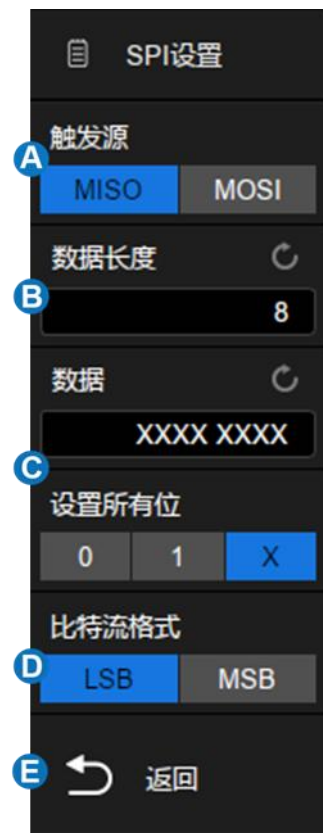 SPI设置
触发源
A
MISO MOSI
数据长度
B
8
数据
XXXX XXXX
C
设置所有位
0 1 X
比特流格式
D
LSB MSB
E 返回